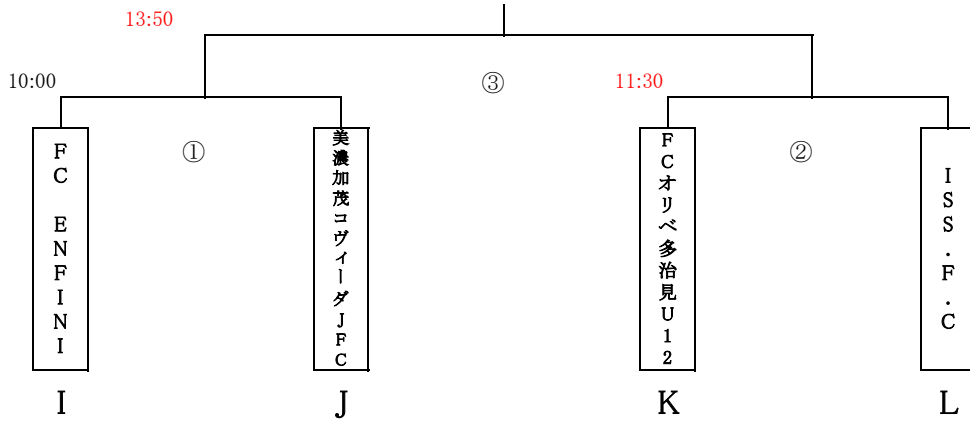 13:50
10:00
③
11:30
①
②
FC ENFINI
美濃加茂コヴィーダJFC
FCオリベ多治見U12
ISS.F.C
I
J
K
L